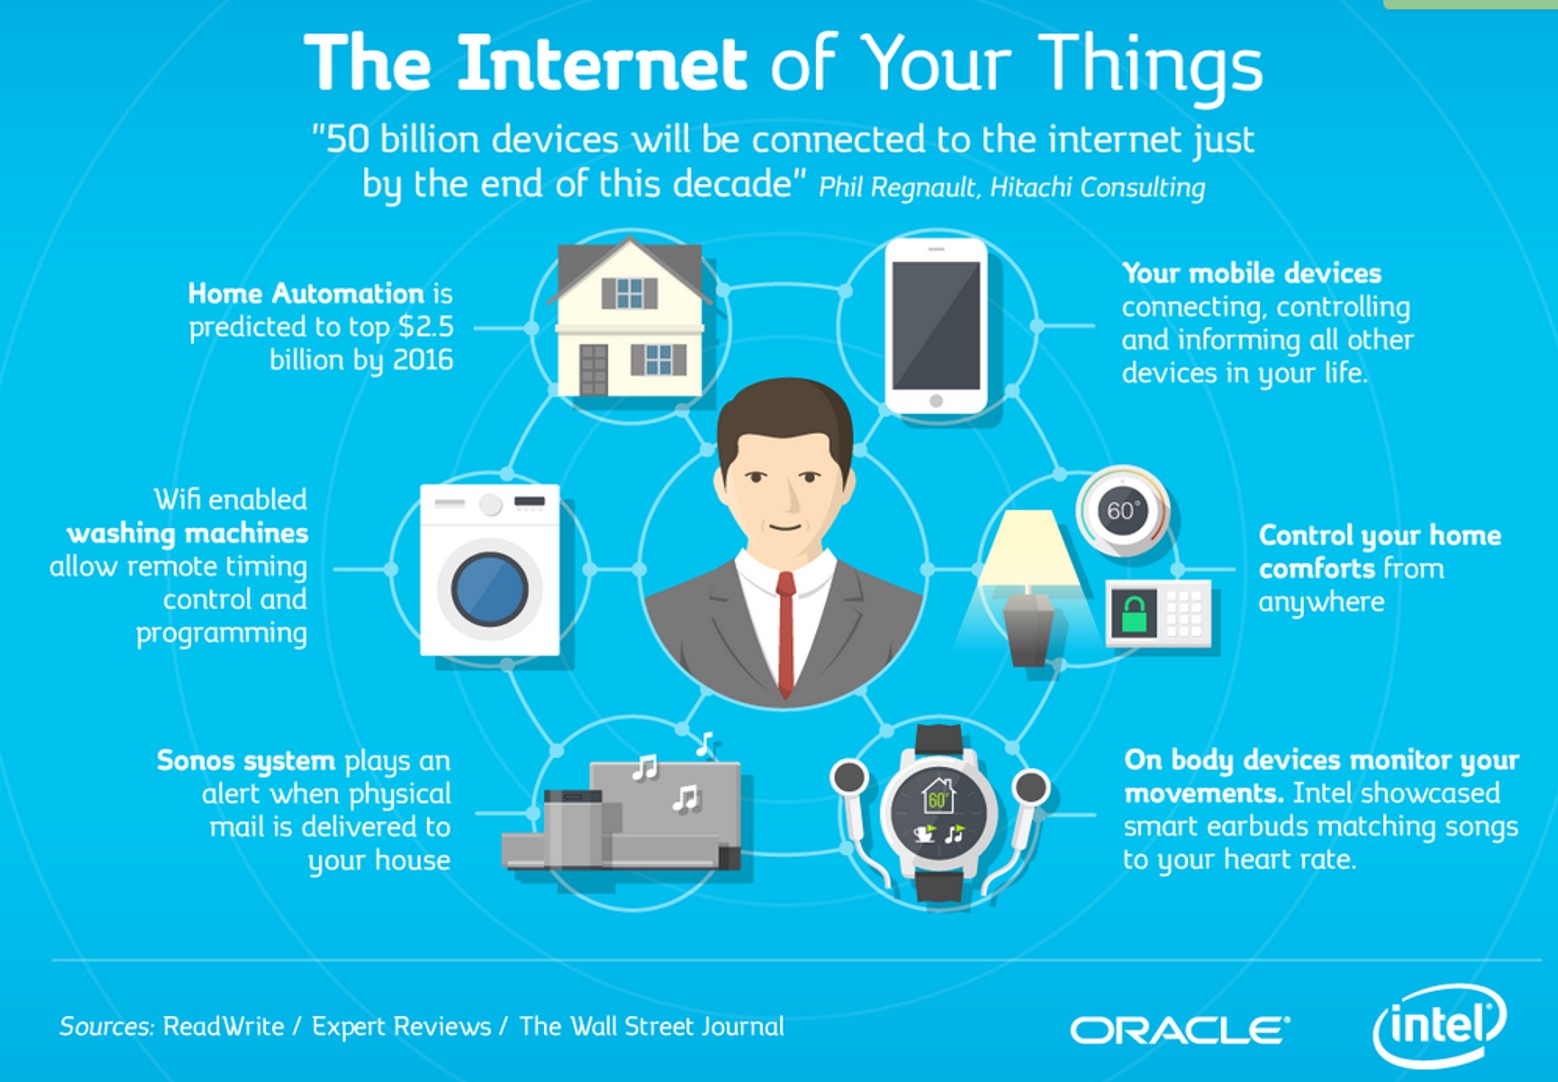 The Internet of Your Things
"50 billion devices will be connected to the internet just
by the end of this decade" Phil Regnault, Hitachi Consulting
Home Automation is
predicted to top $2.5
billion by 2016
Your mobile devices
connecting, controlling
and informing all other
devices in your life.
Wifi enabled
washing machines
allow remote timing
control and
programming
60°
Control your home
comforts from
anywhere
Sonos system plays an
alert when physical
mail is delivered to
your house
60°
On body devices monitor your
movements. Intel showcased
smart earbuds matching songs
to your heart rate.
Sources: ReadWrite / Expert Reviews / The Wall Street Journal
ORACLE®
intel®